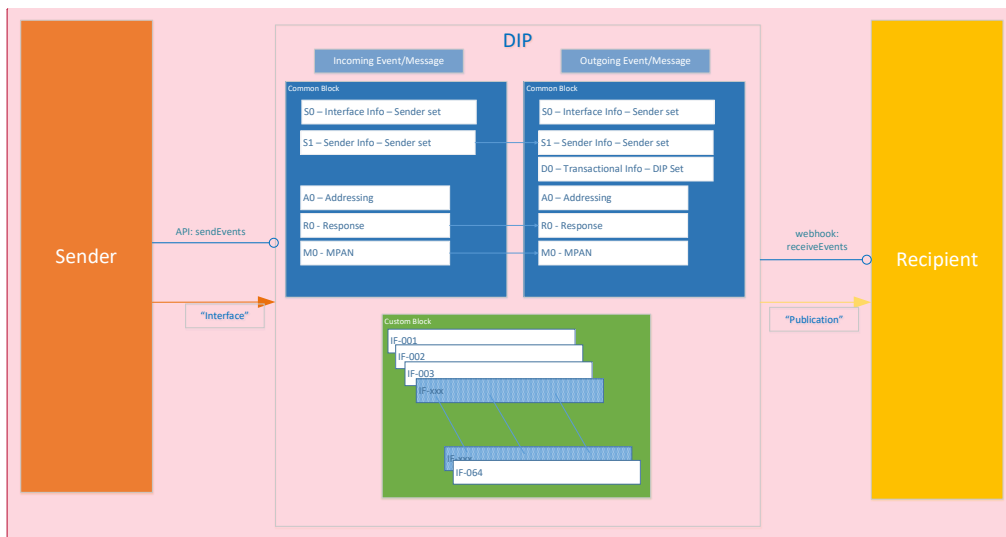 DIP
Incoming Event/Message
Outgoing Event/Message
Common Block
S0 – Interface Info – Sender set
S1 – Sender Info – Sender set
A0 – Addressing
R0 - Response
M0 - MPAN
Common Block
S0 – Interface Info – Sender set
S1 – Sender Info – Sender set
D0 – Transactional Info – DIP Set
A0 – Addressing
R0 - Response
M0 - MPAN
Sender
API: sendEvents
“Interface”
webhook:
receiveEvents
“Publication”
Recipient
Custom Block
IF-001
IF-002
IF-003
IF-xxx
IF-xxx
IF-064